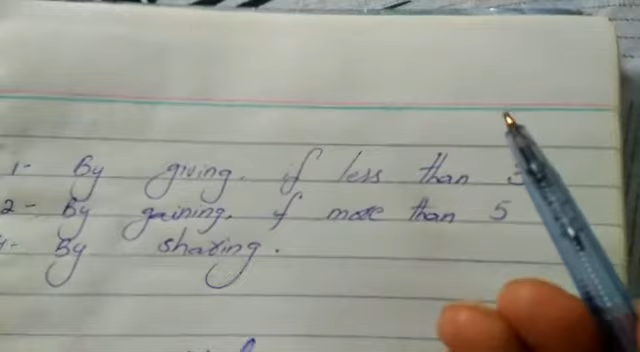 1- By giving. if less than
2- By gaining. if more than 5
By sharing.